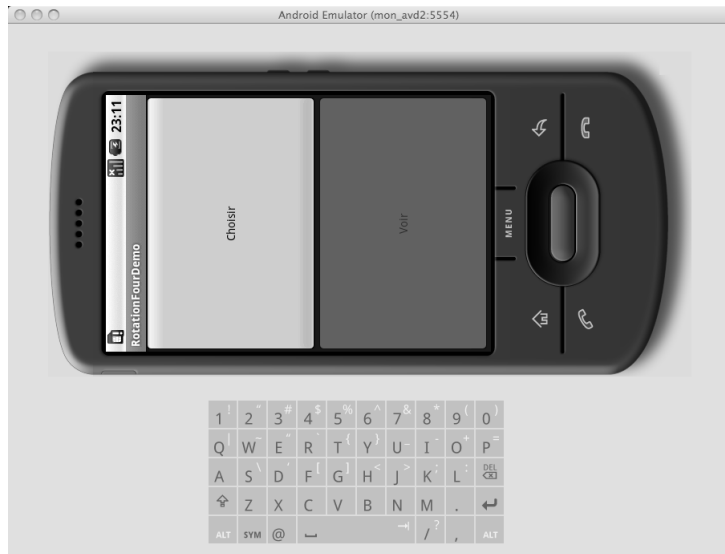 Android Emulator (mon_avd2:5554)
23:11
RotationFourDemo
Choisir
Voir
MENU
1 ! 2 " 3 # 4 $ 5 % 6 ^ 7 & 8 * 9 ( 0 )
Q | W ~ E " R ` T { Y } U _ I - O + P =
A S \ D ' F [ G ] H < J > K ; L : DEL
Z X C V B N M .
ALT SYM @ / ? , ALT